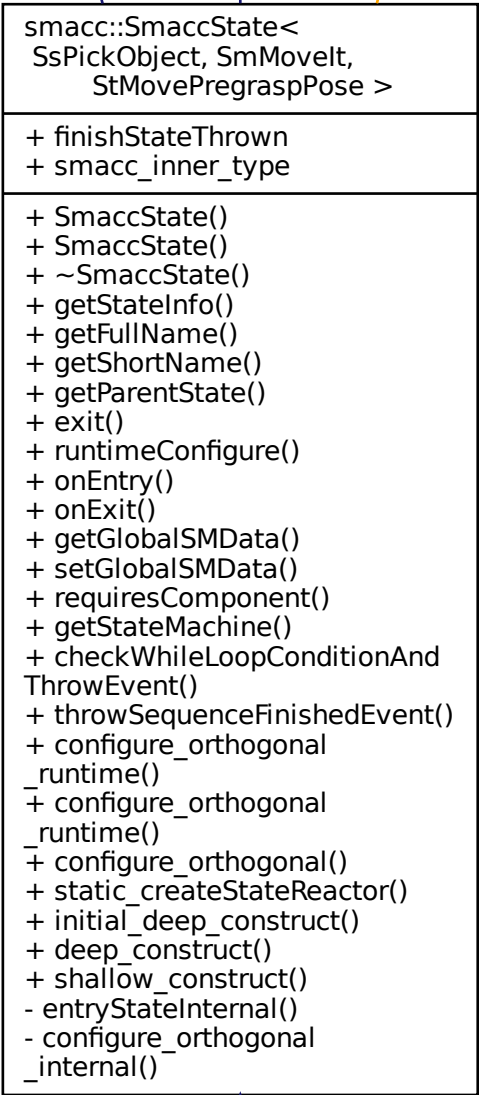 smacc::SmaccState<
SsPickObject, SmMoveIt,
StMovePregraspPose >
+ finishStateThrown
+ smacc_inner_type
+ SmaccState()
+ SmaccState()
+ ~SmaccState()
+ getStateInfo()
+ getFullName()
+ getShortName()
+ getParentState()
+ exit()
+ runtimeConfigure()
+ onEntry()
+ onExit()
+ getGlobalSMData()
+ setGlobalSMData()
+ requiresComponent()
+ getStateMachine()
+ checkWhileLoopConditionAnd
ThrowEvent()
+ throwSequenceFinishedEvent()
+ configure_orthogonal
_runtime()
+ configure_orthogonal
_runtime()
+ configure_orthogonal()
+ static_createStateReactor()
+ initial_deep_construct()
+ deep_construct()
+ shallow_construct()
- entryStateInternal()
- configure_orthogonal
_internal()